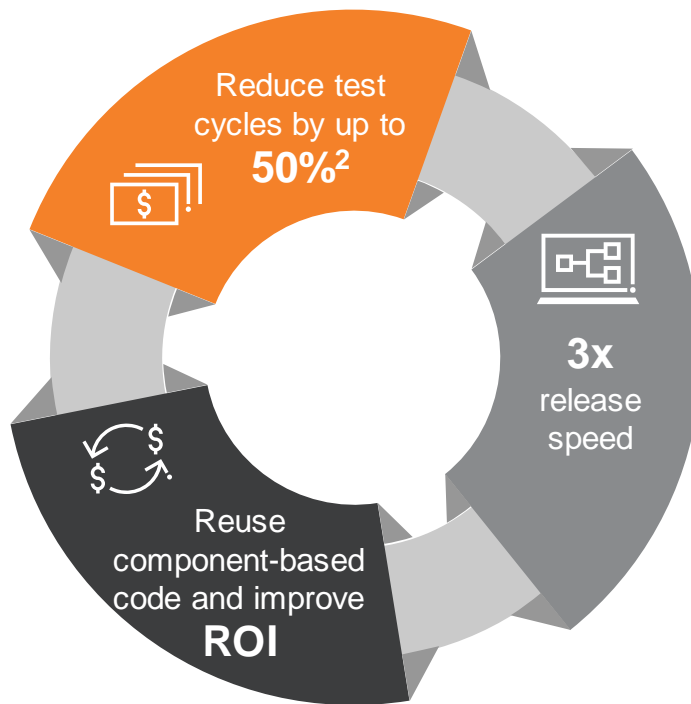 Reduce test
cycles by up to
50%²
$
3x
release
speed
$
$
Reuse
component-based
code and improve
ROI